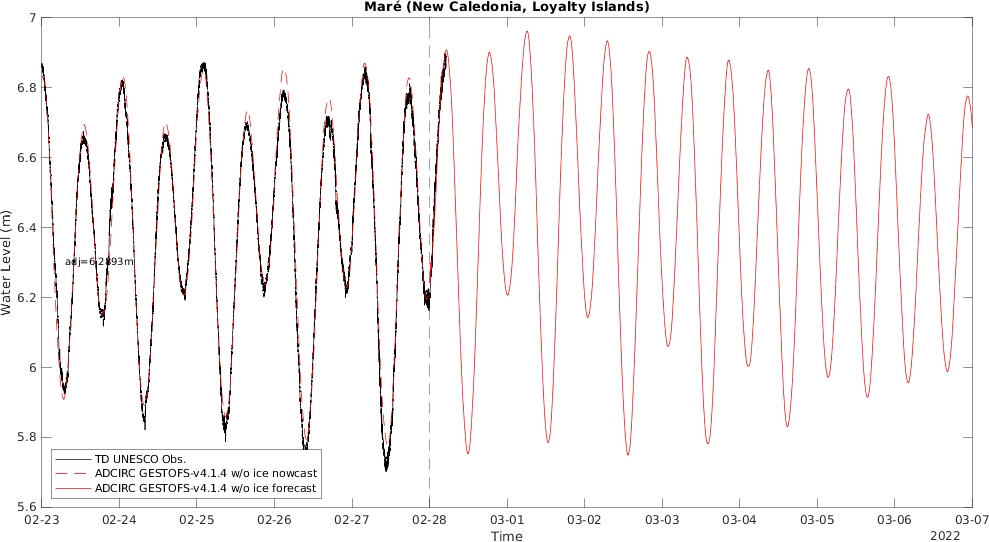 Maré (New Caledonia, Loyalty Islands)
7
6.8
6.6
6.4
6.2
6
5.8
5.6
Water Level (m)
adj=6.2893m
TD UNESCO Obs.
ADCIRC GESTOFS-v4.1.4 w/o ice nowcast
ADCIRC GESTOFS-v4.1.4 w/o ice forecast
02-23 02-24 02-25 02-26 02-27 02-28 03-01 03-02 03-03 03-04 03-05 03-06 03-07
Time
2022